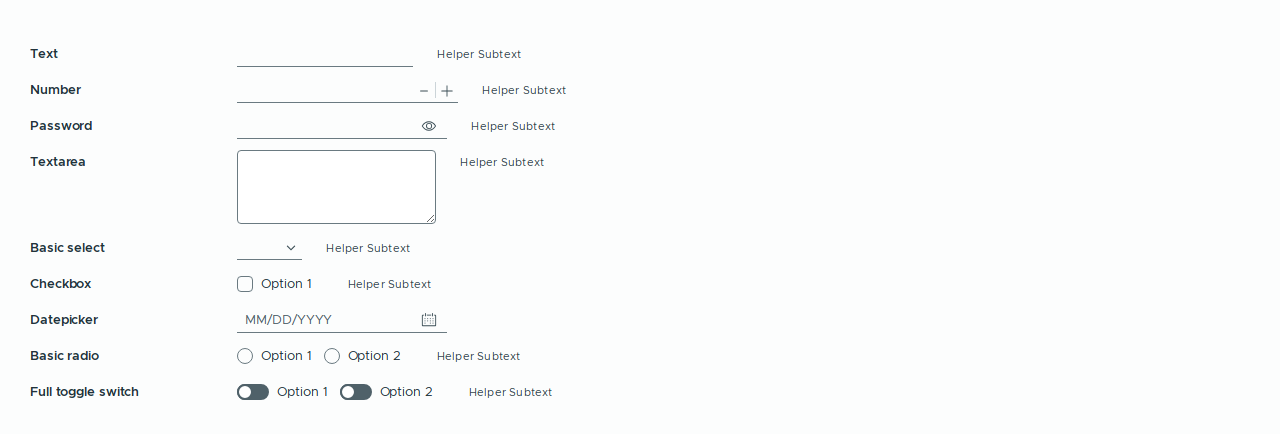 Text Helper Subtext
Number Helper Subtext
Password Helper Subtext
Textarea Helper Subtext
Basic select Helper Subtext
Checkbox Option 1 Helper Subtext
Datepicker MM/DD/YYYY
Basic radio Option 1 Option 2 Helper Subtext
Full toggle switch Option 1 Option 2 Helper Subtext